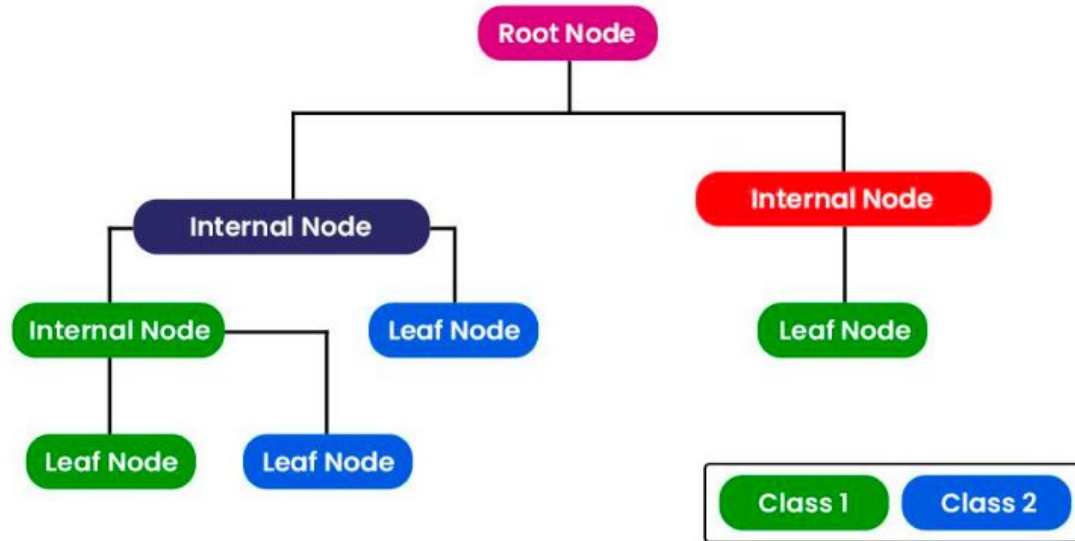 Root Node
Internal Node
Internal Node
Internal Node
Leaf Node
Leaf Node
Leaf Node
Leaf Node
Class 1
Class 2